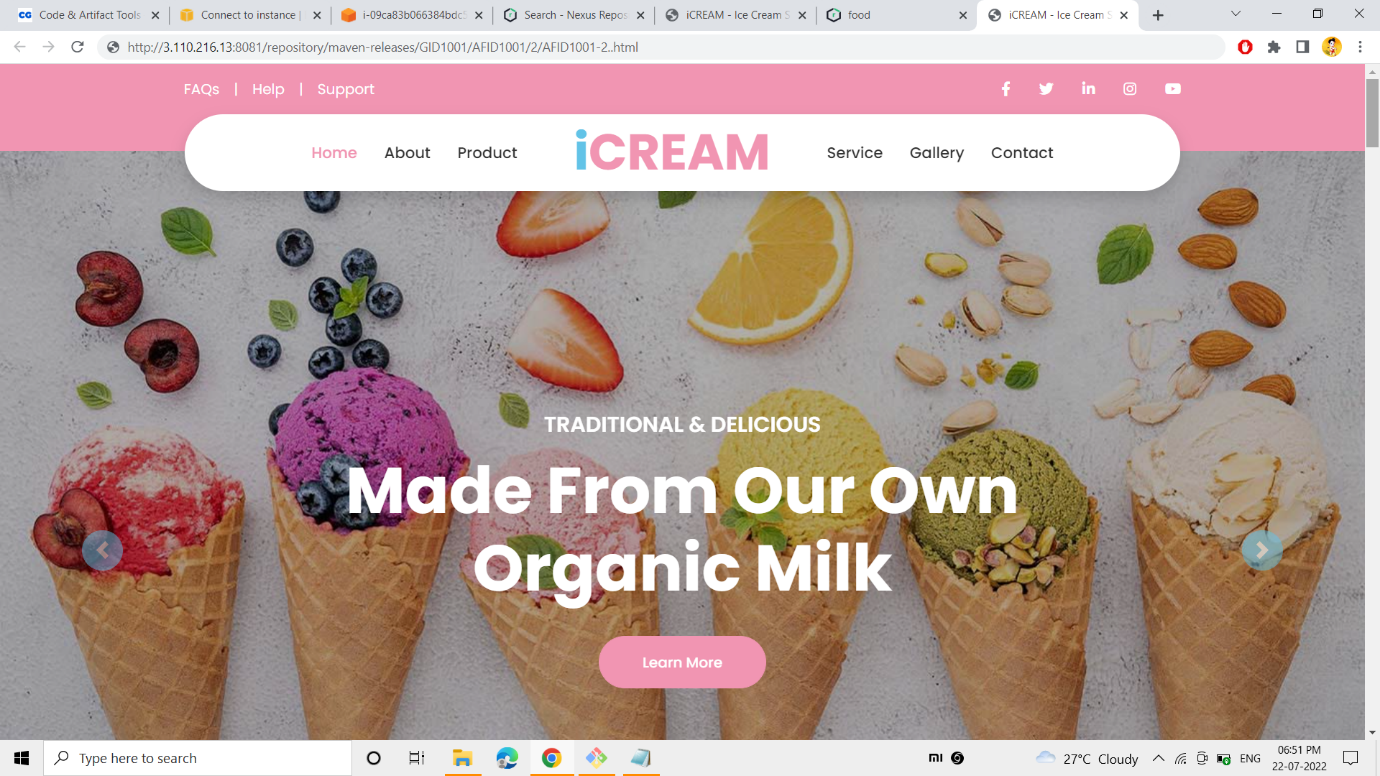 Code & Artifact Tools
Connect to instance |
i-09ca83b066384bdc5
Search - Nexus Repos
iCREAM - Ice Cream S
food
iCREAM - Ice Cream S
http://3.110.216.13:8081/repository/maven-releases/GID1001/AFID1001/2/AFID1001-2..html
FAQs | Help | Support
Home About Product iCREAM Service Gallery Contact
TRADITIONAL & DELICIOUS
Made From Our Own
Organic Milk
Learn More
Type here to search
27°C Cloudy
ENG
06:51 PM
22-07-2022